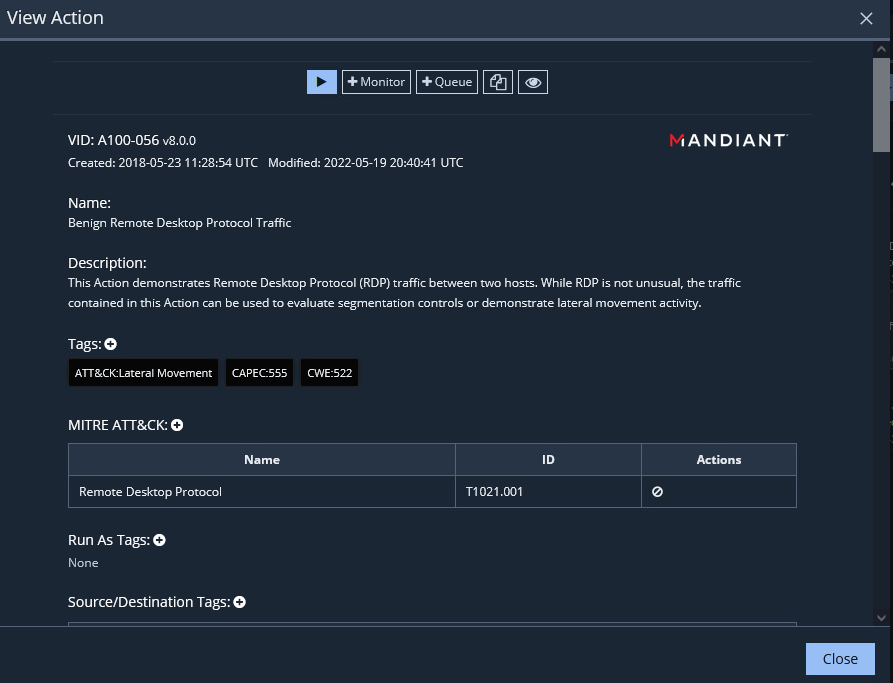 View Action
Monitor Queue
VID: A100-056 v8.0.0
MANDIANT
Created: 2018-05-23 11:28:54 UTC Modified: 2022-05-19 20:40:41 UTC
Name:
Benign Remote Desktop Protocol Traffic
Description:
This Action demonstrates Remote Desktop Protocol (RDP) traffic between two hosts. While RDP is not unusual, the traffic
contained in this Action can be used to evaluate segmentation controls or demonstrate lateral movement activity.
Tags:
ATT&CK:Lateral Movement CAPEC:555 CWE:522
MITRE ATT&CK:
Name ID Actions
Remote Desktop Protocol T1021.001
Run As Tags:
None
Source/Destination Tags:
Close